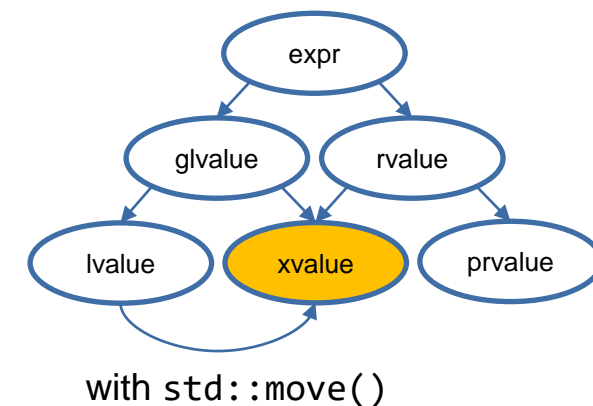 expr
glvalue rvalue
lvalue xvalue prvalue
with std::move()